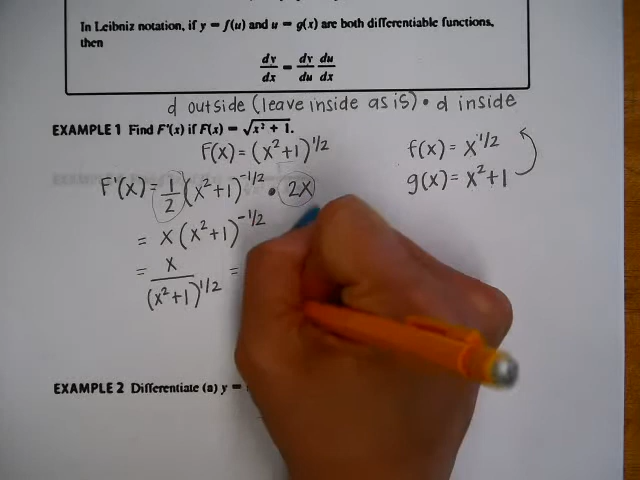 In Leibniz notation, if y = f(u) and u = g(x) are both differentiable functions,
then
dy/dx = dy/du du/dx
d outside (leave inside as is) • d inside
EXAMPLE 1 Find F'(x) if F(x) = √(x² + 1).
F(x) = (x²+1)^1/2
f(x) = x^1/2
g(x) = x²+1
F'(x) = 1/2 (x²+1)^-1/2 • 2x
= x (x²+1)^-1/2
= x/(x²+1)^1/2 =
EXAMPLE 2 Differentiate (a) y =